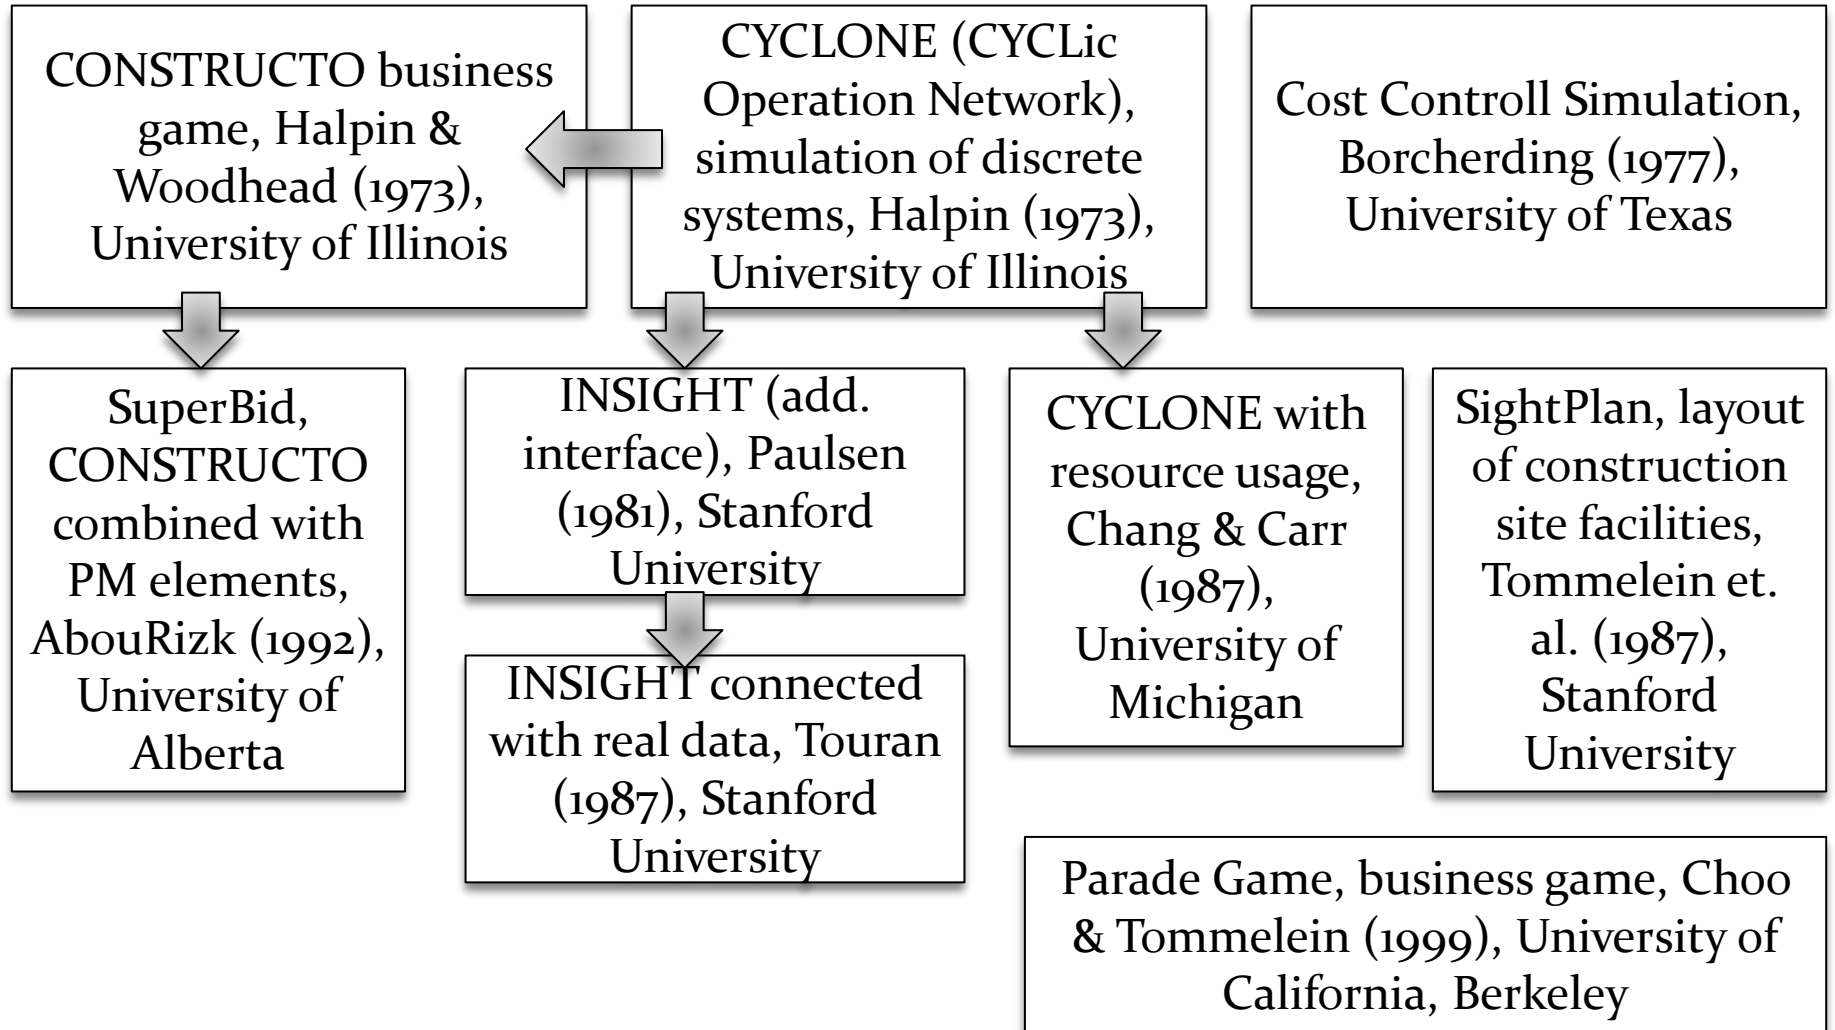 CONSTRUCTO business
game, Halpin &
Woodhead (1973),
University of Illinois
CYCLONE (CYCLic
Operation Network),
simulation of discrete
systems, Halpin (1973),
University of Illinois
Cost Controll Simulation,
Borcherding (1977),
University of Texas
SuperBid,
CONSTRUCTO
combined with
PM elements,
AbouRizk (1992),
University of
Alberta
INSIGHT (add.
interface), Paulsen
(1981), Stanford
University
INSIGHT connected
with real data, Touran
(1987), Stanford
University
CYCLONE with
resource usage,
Chang & Carr
(1987),
University of
Michigan
SightPlan, layout
of construction
site facilities,
Tommelein et.
al. (1987),
Stanford
University
Parade Game, business game, Choo
& Tommelein (1999), University of
California, Berkeley